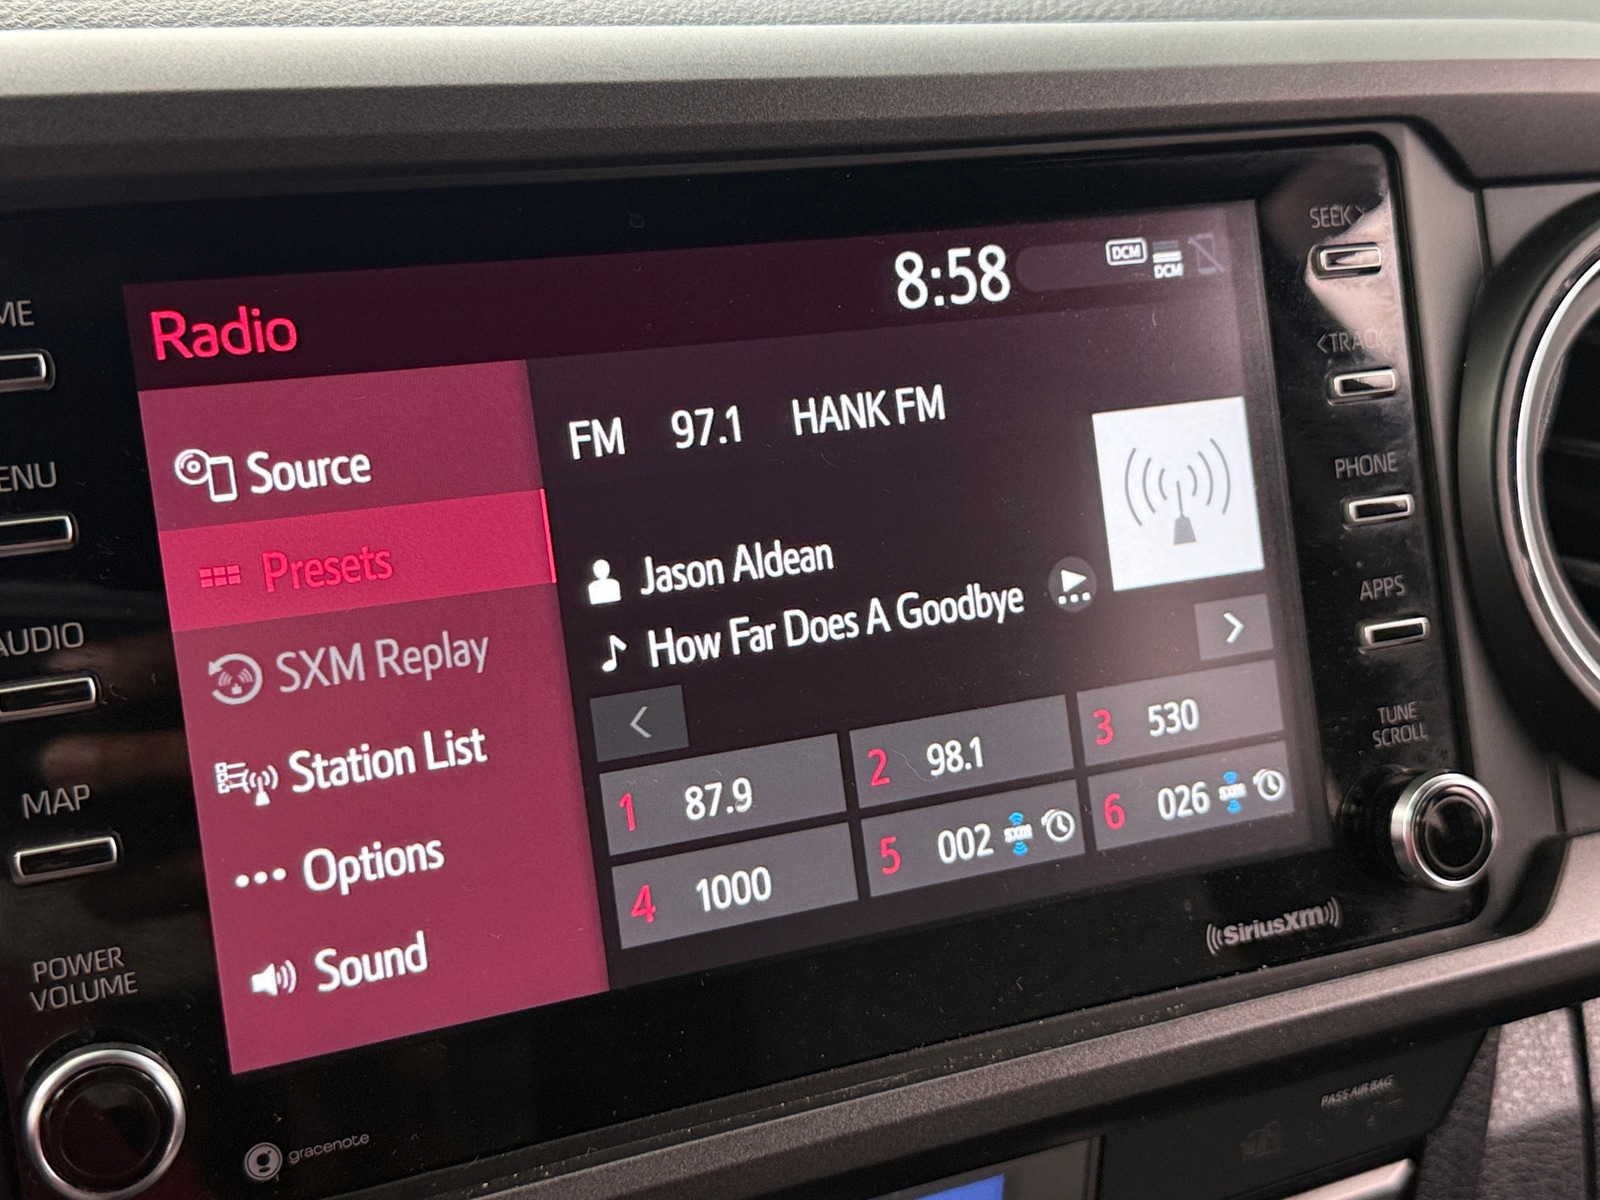 8:58
DCM
DCM
Radio
Source
Presets
SXM Replay
Station List
Options
Sound
FM 97.1 HANK FM
Jason Aldean
How Far Does A Goodbye
1 87.9
2 98.1
3 530
4 1000
5 002 SXM
6 026 SXM
ME
ENU
AUDIO
MAP
POWER
VOLUME
SEEK>
<TRACK
PHONE
APPS
TUNE
SCROLL
SiriusXM
gracenote
PASS AIR BAG